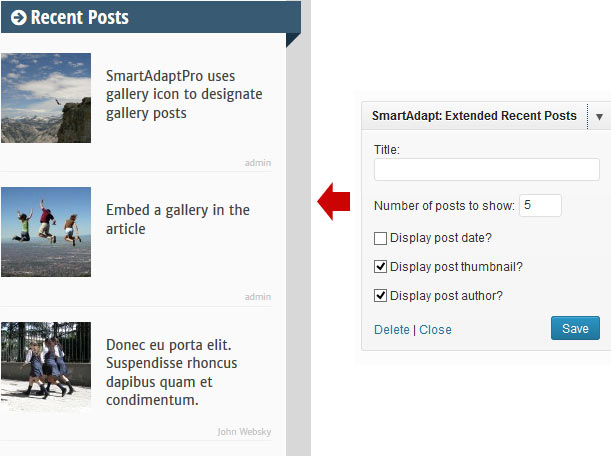 Recent Posts
SmartAdaptPro uses
gallery icon to designate
gallery posts
admin
Embed a gallery in the
article
admin
Donec eu porta elit.
Suspendisse rhoncus
dapibus quam et
condimentum.
John Websky
SmartAdapt: Extended Recent Posts
Title:
Number of posts to show: 5
Display post date?
Display post thumbnail?
Display post author?
Delete | Close
Save